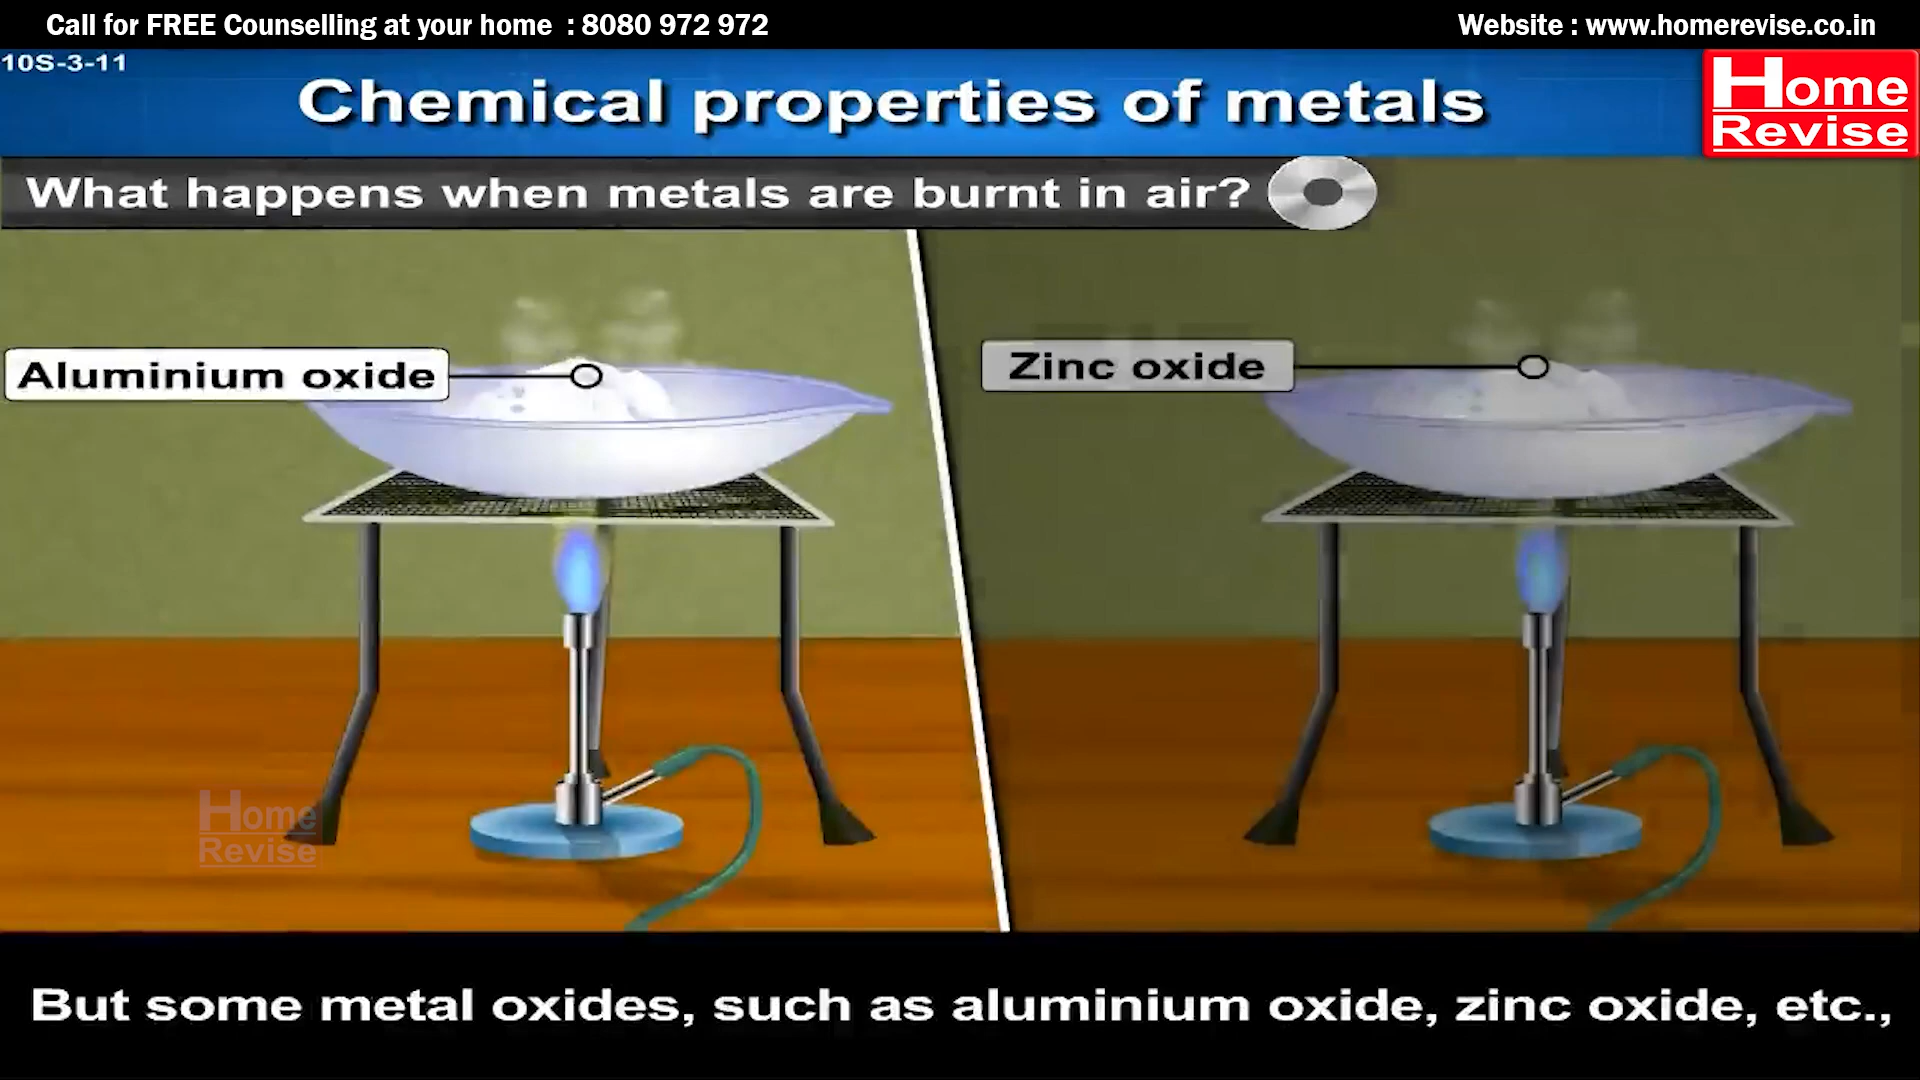 Call for FREE Counselling at your home : 8080 972 972
Website : www.homerevise.co.in
10S-3-11
Chemical properties of metals
Home
Revise
What happens when metals are burnt in air?
Aluminium oxide
Zinc oxide
Home
Revise
But some metal oxides, such as aluminium oxide, zinc oxide, etc.,